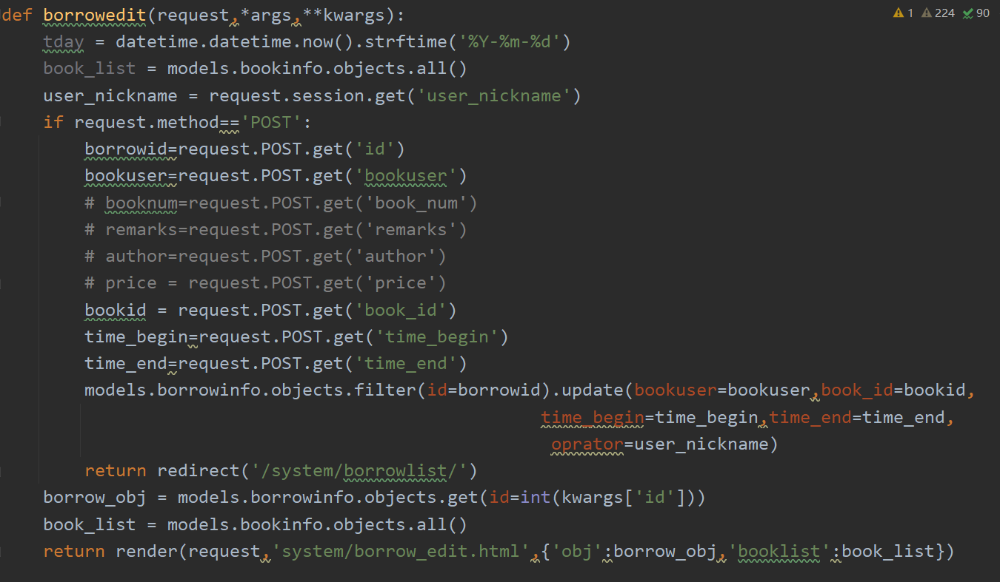 def borrowedit(request,*args,**kwargs):
1 224 90
    tday = datetime.datetime.now().strftime('%Y-%m-%d')
    book_list = models.bookinfo.objects.all()
    user_nickname = request.session.get('user_nickname')
    if request.method=='POST':
        borrowid=request.POST.get('id')
        bookuser=request.POST.get('bookuser')
        # booknum=request.POST.get('book_num')
        # remarks=request.POST.get('remarks')
        # author=request.POST.get('author')
        # price = request.POST.get('price')
        bookid = request.POST.get('book_id')
        time_begin=request.POST.get('time_begin')
        time_end=request.POST.get('time_end')
        models.borrowinfo.objects.filter(id=borrowid).update(bookuser=bookuser,book_id=bookid,
                                                    time_begin=time_begin,time_end=time_end,
                                                     oprator=user_nickname)
        return redirect('/system/borrowlist/')
    borrow_obj = models.borrowinfo.objects.get(id=int(kwargs['id']))
    book_list = models.bookinfo.objects.all()
    return render(request,'system/borrow_edit.html',{'obj':borrow_obj,'booklist':book_list})